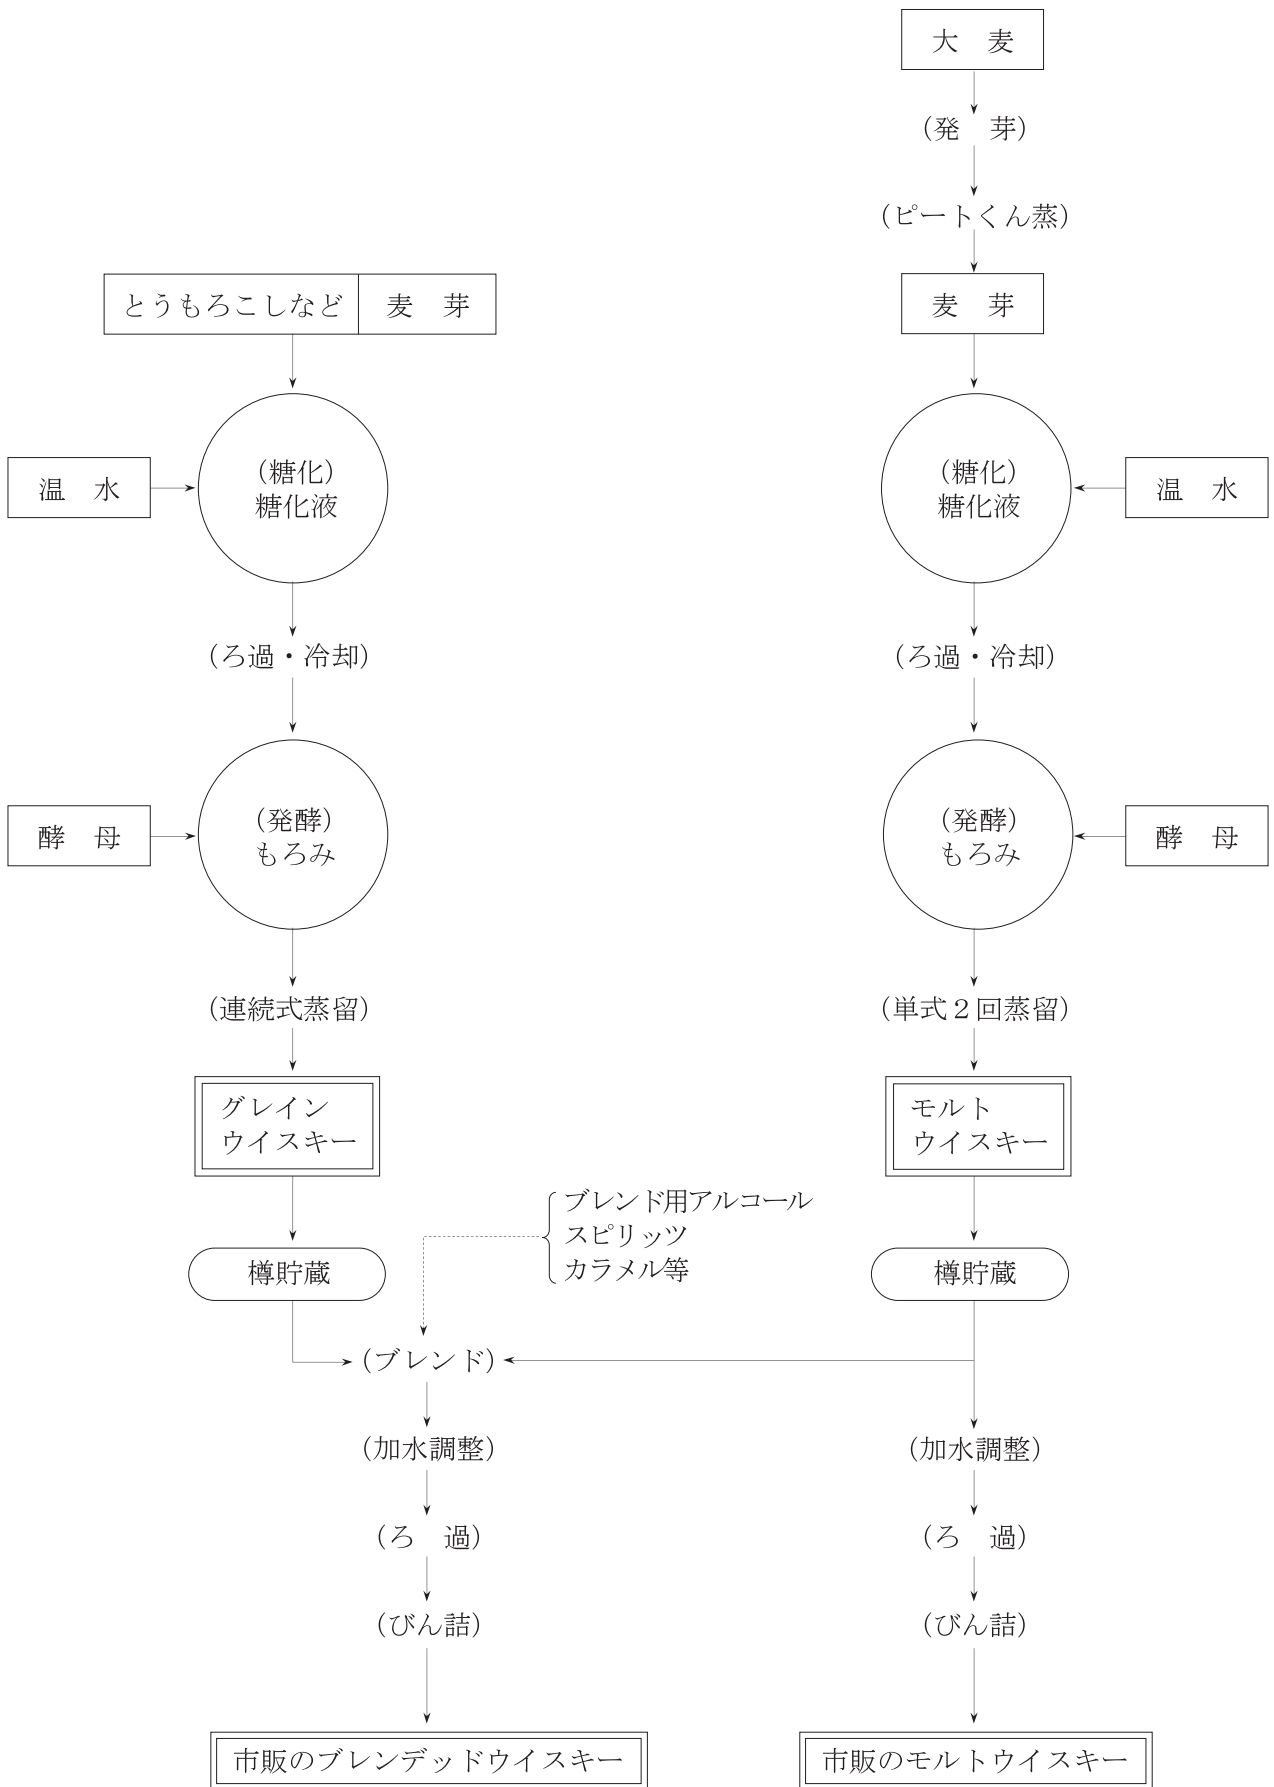 大　麦
（発　芽）
（ピートくん蒸）
とうもろこしなど　麦　芽
麦　芽
（糖化）
糖化液
温　水
（糖化）
糖化液
温　水
（ろ過・冷却）
（ろ過・冷却）
（発酵）
もろみ
酵　母
（発酵）
もろみ
酵　母
（連続式蒸留）
（単式２回蒸留）
グレイン
ウイスキー
モルト
ウイスキー
ブレンド用アルコール
スピリッツ
カラメル等
樽貯蔵
樽貯蔵
（ブレンド）
（加水調整）
（加水調整）
（ろ　過）
（ろ　過）
（びん詰）
（びん詰）
市販のブレンデッドウイスキー
市販のモルトウイスキー